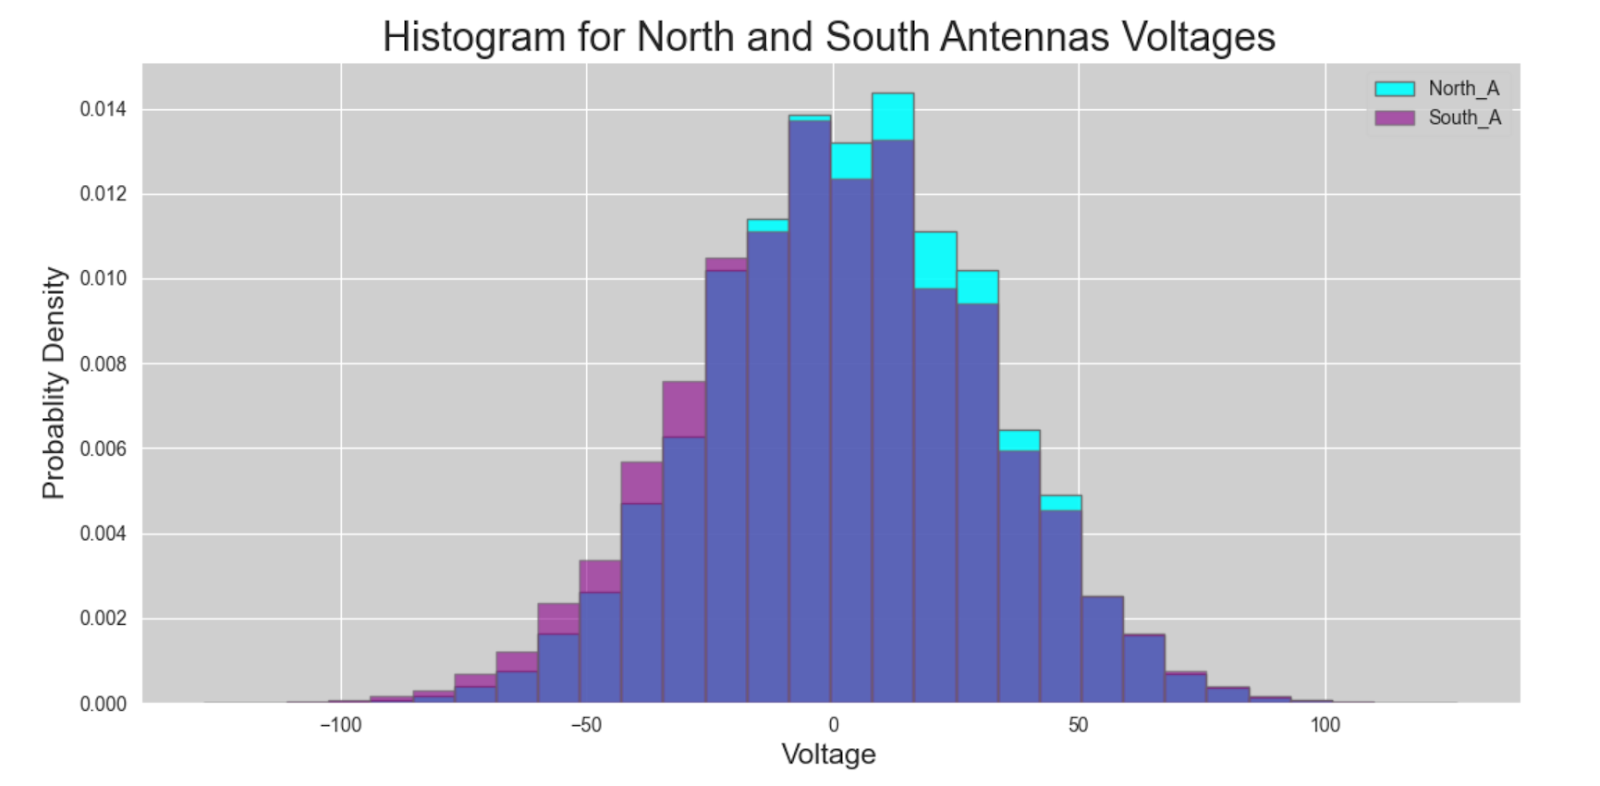 Histogram for North and South Antennas Voltages
North_A
South_A
0.014
0.012
0.010
0.008
0.006
0.004
0.002
0.000
Probablity Density
−100
−50
0
50
100
Voltage